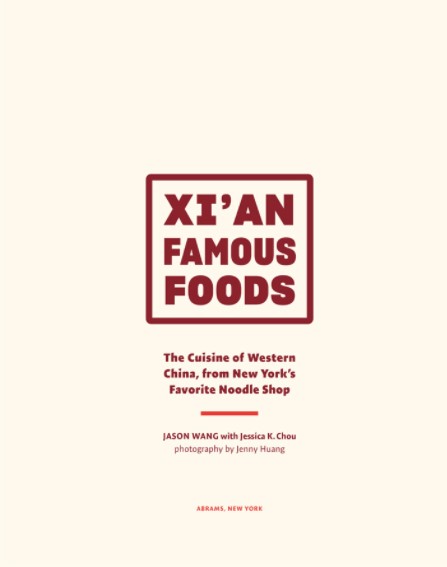 XI’AN
FAMOUS
FOODS
The Cuisine of Western
China, from New York’s
Favorite Noodle Shop
JASON WANG with Jessica K. Chou
photography by Jenny Huang
ABRAMS, NEW YORK